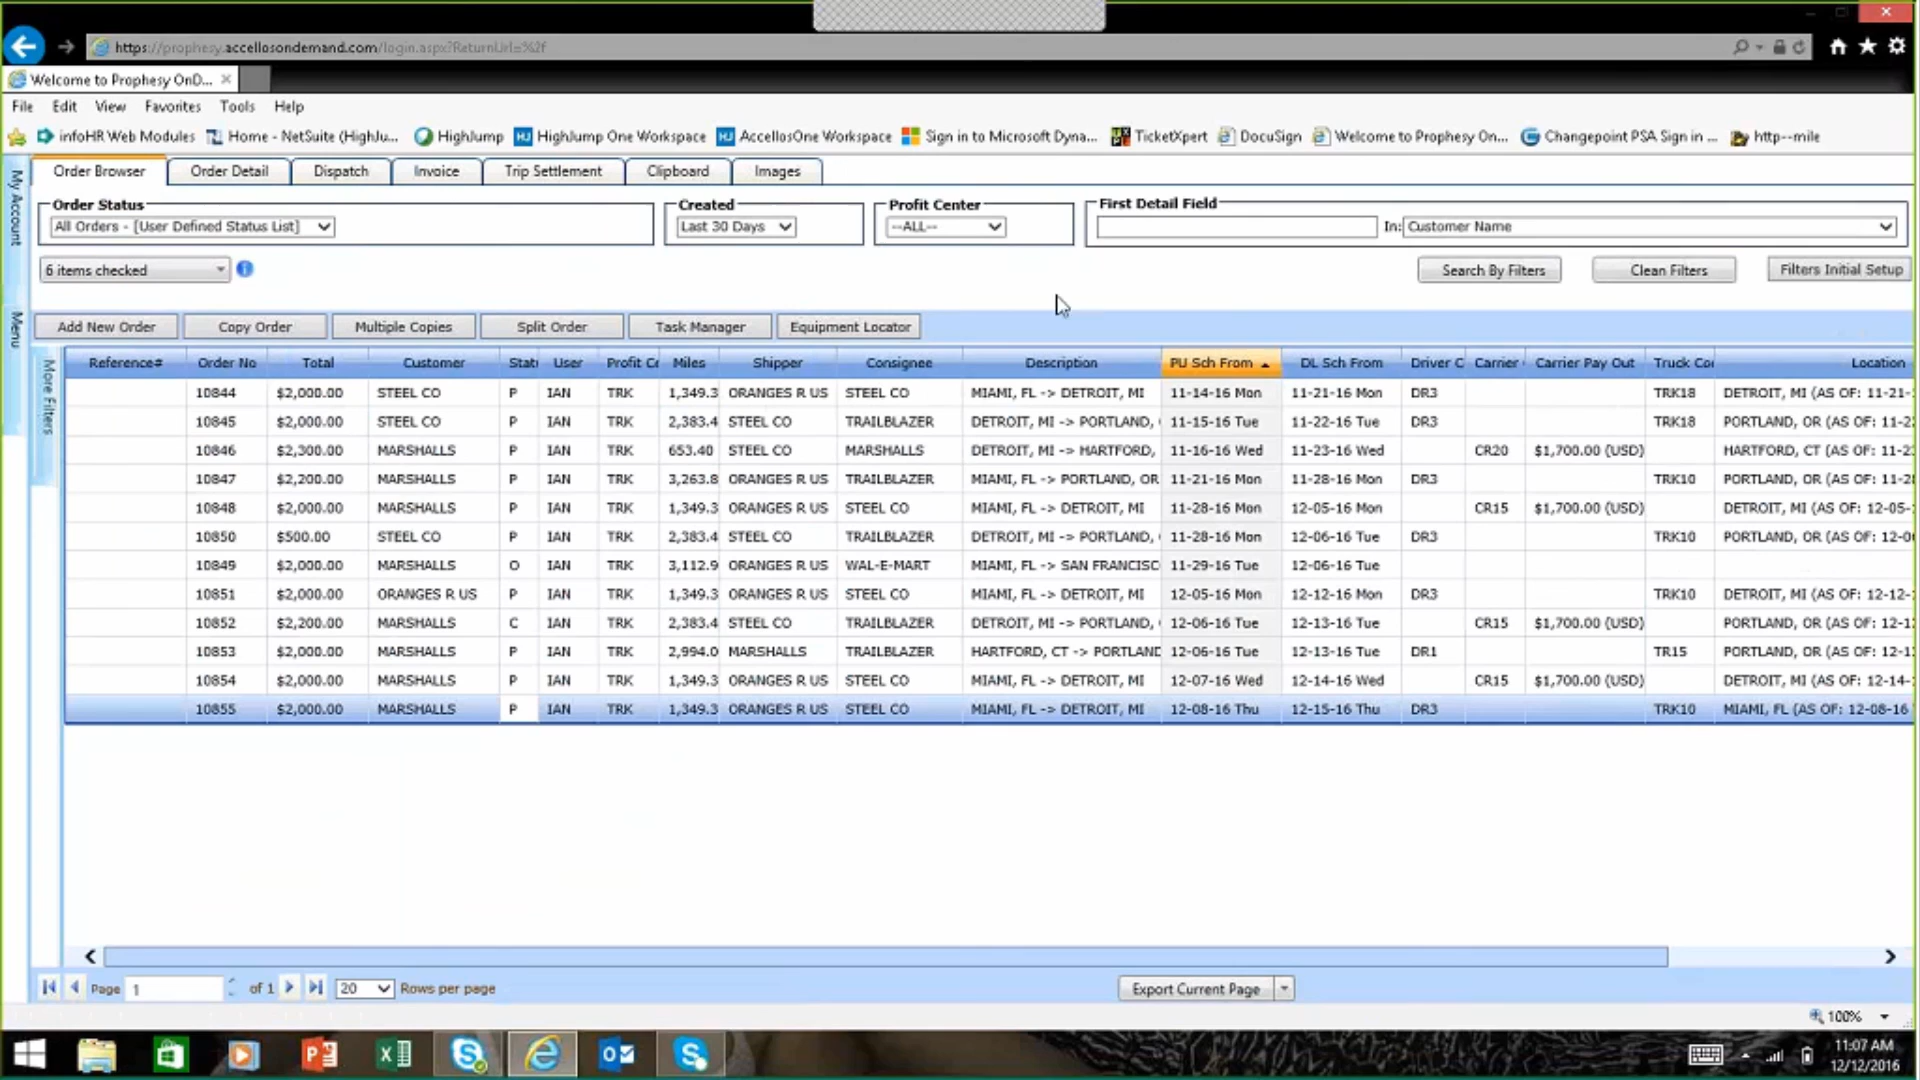 https://prophesy.accellosondemand.com/login.aspx?ReturnUrl=%2f
Welcome to Prophesy OnD...
File Edit View Favorites Tools Help
infoHR Web Modules Home - NetSuite (HighJu... HighJump HighJump One Workspace AccellosOne Workspace Sign in to Microsoft Dyna... TicketXpert DocuSign Welcome to Prophesy On... Changepoint PSA Sign in ... http--mile
My Account
Menu
More Filters
Order Browser Order Detail Dispatch Invoice Trip Settlement Clipboard Images
Order Status Created Profit Center First Detail Field
All Orders - [User Defined Status List] Last 30 Days --ALL-- In: Customer Name
6 items checked Search By Filters Clean Filters Filters Initial Setup
Add New Order Copy Order Multiple Copies Split Order Task Manager Equipment Locator
Reference# Order No Total Customer Stat User Profit Ce Miles Shipper Consignee Description PU Sch From DL Sch From Driver C Carrier Carrier Pay Out Truck Co Location
10844 $2,000.00 STEEL CO P IAN TRK 1,349.3 ORANGES R US STEEL CO MIAMI, FL -> DETROIT, MI 11-14-16 Mon 11-21-16 Mon DR3 TRK18 DETROIT, MI (AS OF: 11-21-
10845 $2,000.00 STEEL CO P IAN TRK 2,383.4 STEEL CO TRAILBLAZER DETROIT, MI -> PORTLAND, 11-15-16 Tue 11-22-16 Tue DR3 TRK18 PORTLAND, OR (AS OF: 11-2
10846 $2,300.00 MARSHALLS P IAN TRK 653.40 STEEL CO MARSHALLS DETROIT, MI -> HARTFORD, 11-16-16 Wed 11-23-16 Wed CR20 $1,700.00 (USD) HARTFORD, CT (AS OF: 11-2
10847 $2,200.00 MARSHALLS P IAN TRK 3,263.8 ORANGES R US TRAILBLAZER MIAMI, FL -> PORTLAND, OR 11-21-16 Mon 11-28-16 Mon DR3 TRK10 PORTLAND, OR (AS OF: 11-2
10848 $2,000.00 MARSHALLS P IAN TRK 1,349.3 ORANGES R US STEEL CO MIAMI, FL -> DETROIT, MI 11-28-16 Mon 12-05-16 Mon CR15 $1,700.00 (USD) DETROIT, MI (AS OF: 12-05-
10850 $500.00 STEEL CO P IAN TRK 2,383.4 STEEL CO TRAILBLAZER DETROIT, MI -> PORTLAND, 11-28-16 Mon 12-06-16 Tue DR3 TRK10 PORTLAND, OR (AS OF: 12-0
10849 $2,000.00 MARSHALLS O IAN TRK 3,112.9 ORANGES R US WAL-E-MART MIAMI, FL -> SAN FRANCISC 11-29-16 Tue 12-06-16 Tue
10851 $2,000.00 ORANGES R US P IAN TRK 1,349.3 ORANGES R US STEEL CO MIAMI, FL -> DETROIT, MI 12-05-16 Mon 12-12-16 Mon DR3 TRK10 DETROIT, MI (AS OF: 12-12-
10852 $2,200.00 MARSHALLS C IAN TRK 2,383.4 STEEL CO TRAILBLAZER DETROIT, MI -> PORTLAND, 12-06-16 Tue 12-13-16 Tue CR15 $1,700.00 (USD) PORTLAND, OR (AS OF: 12-1
10853 $2,000.00 MARSHALLS P IAN TRK 2,994.0 MARSHALLS TRAILBLAZER HARTFORD, CT -> PORTLAND 12-06-16 Tue 12-13-16 Tue DR1 TR15 PORTLAND, OR (AS OF: 12-1
10854 $2,000.00 MARSHALLS P IAN TRK 1,349.3 ORANGES R US STEEL CO MIAMI, FL -> DETROIT, MI 12-07-16 Wed 12-14-16 Wed CR15 $1,700.00 (USD) DETROIT, MI (AS OF: 12-14-
10855 $2,000.00 MARSHALLS P IAN TRK 1,349.3 ORANGES R US STEEL CO MIAMI, FL -> DETROIT, MI 12-08-16 Thu 12-15-16 Thu DR3 TRK10 MIAMI, FL (AS OF: 12-08-16
Page 1 of 1 20 Rows per page Export Current Page
100%
11:07 AM
12/12/2016